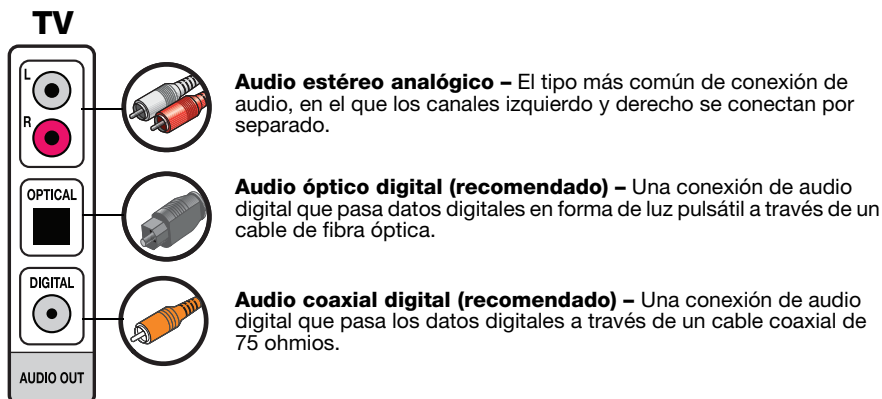 TV
L
R
Audio estéreo analógico – El tipo más común de conexión de
audio, en el que los canales izquierdo y derecho se conectan por
separado.
OPTICAL
Audio óptico digital (recomendado) – Una conexión de audio
digital que pasa datos digitales en forma de luz pulsátil a través de un
cable de fibra óptica.
DIGITAL
Audio coaxial digital (recomendado) – Una conexión de audio
digital que pasa los datos digitales a través de un cable coaxial de
75 ohmios.
AUDIO OUT